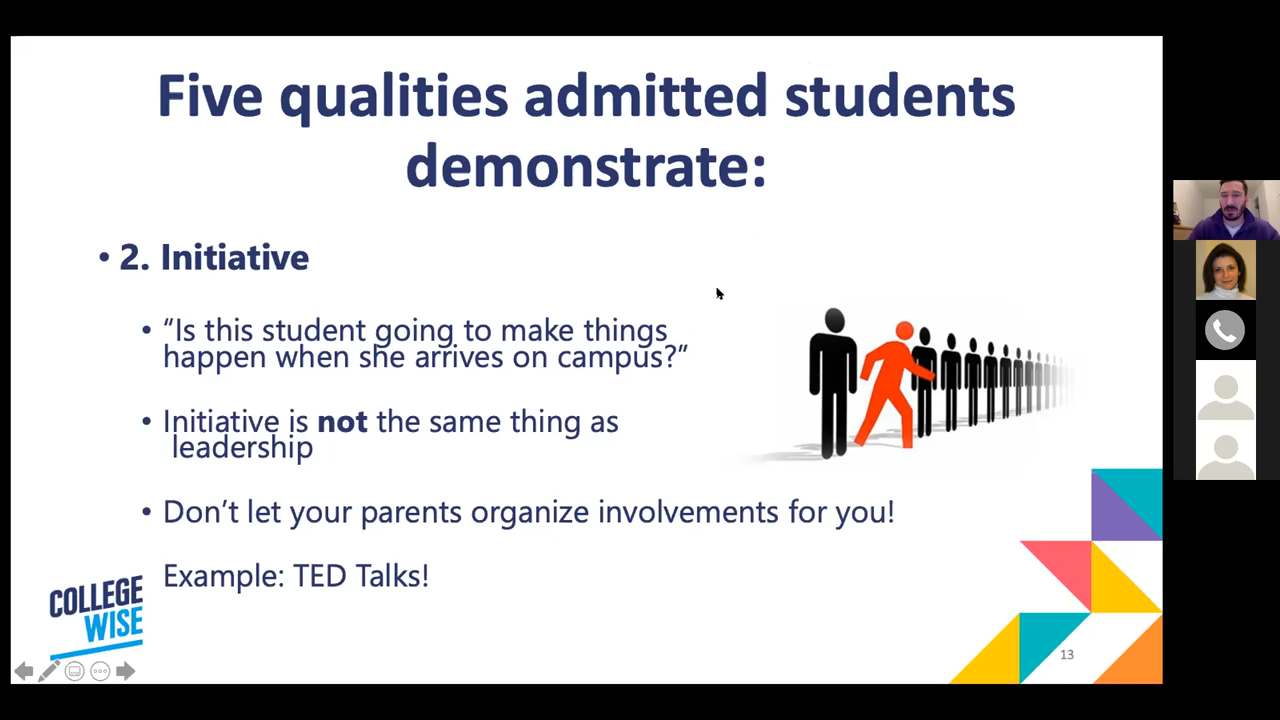 Five qualities admitted students
demonstrate:
• 2. Initiative
• “Is this student going to make things
happen when she arrives on campus?”
• Initiative is not the same thing as
leadership
• Don’t let your parents organize involvements for you!
Example: TED Talks!
COLLEGE
WISE
13